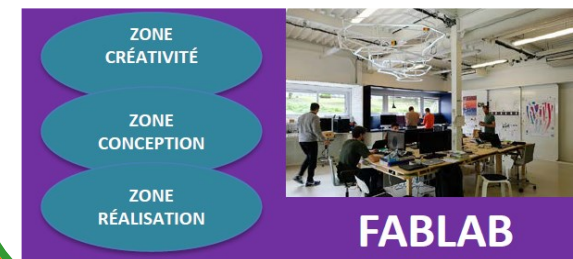 ZONE
CRÉATIVITÉ
ZONE
CONCEPTION
ZONE
RÉALISATION
FABLAB